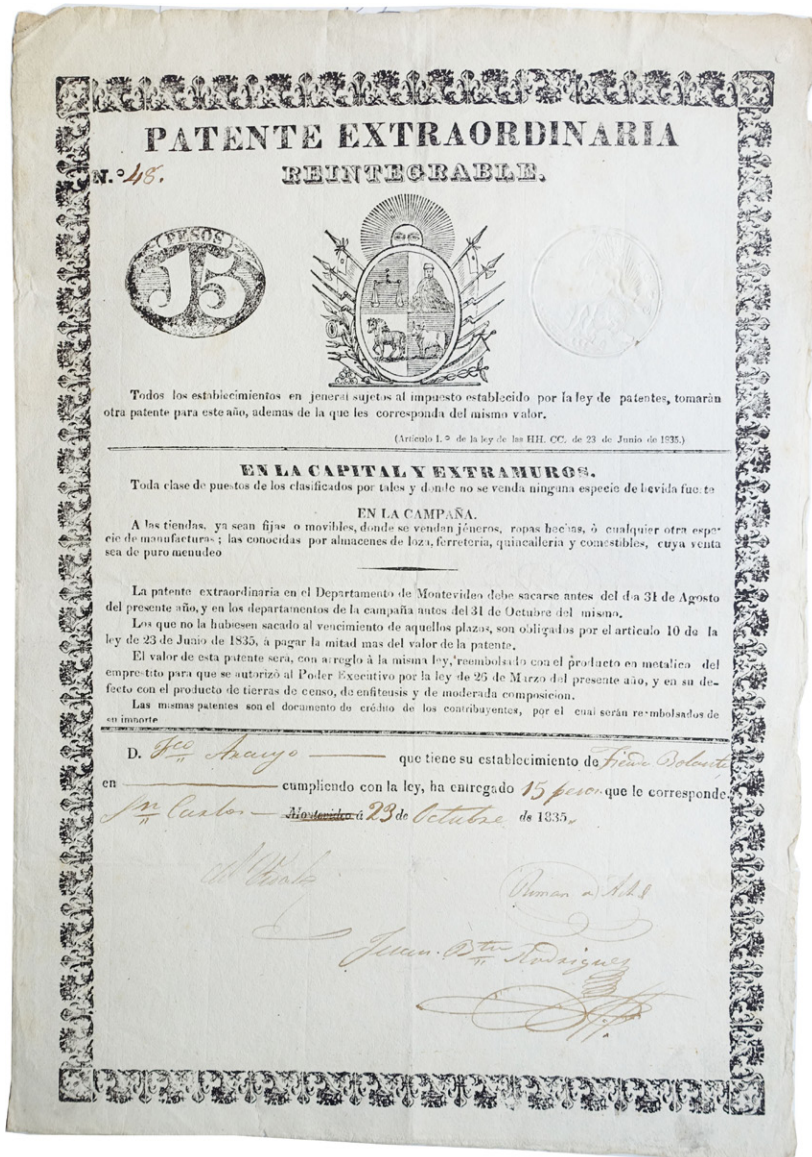 PATENTE EXTRAORDINARIA
N.º 48.
REINTEGRABLE.
(PESOS)
15
Todos los establecimientos en jeneral sujetos al impuesto establecido por la ley de patentes, tomarán
otra patente para este año, ademas de la que les corresponda del mismo valor.
(Articulo 1.º de la ley de las HH. CC. de 23 de Junio de 1835.)
EN LA CAPITAL Y EXTRAMUROS.
Toda clase de puestos de los clasificados por tales y donde no se venda ninguna especie de bevida fuerte
EN LA CAMPAÑA.
A las tiendas, ya sean fijas o movibles, donde se vendan jéneros, ropas hechas, ò cualquier otra espe-
cie de manufacturas; las conocidas por almacenes de loza, ferreteria, quincalleria y comestibles, cuya venta
sea de puro menudeo
La patente extraordinaria en el Departamento de Montevideo debe sacarse antes del dia 31 de Agosto
del presente año, y en los departamentos de la campaña antes del 31 de Octubre del mismo.
Los que no la hubiesen sacado al vencimiento de aquellos plazos, son obligados por el articulo 10 de la
ley de 23 de Junio de 1835, á pagar la mitad mas del valor de la patente.
El valor de esta patente será, con arreglo à la misma ley, reembolsado con el producto en metalico del
emprestito para que se autorizó al Poder Executivo por la ley de 26 de Marzo del presente año, y en su de-
fecto con el producto de tierras de censo, de enfiteusis y de moderada composicion.
Las mismas patentes son el documento de crédito de los contribuyentes, por el cual serán reembolsados de
su importe
D. Fco Araujo que tiene su establecimiento de
en cumpliendo con la ley, ha entregado 15 pesos que le corresponde.
Sn Carlos Montevideo á 23 de Octubre de 1835.
Juan Bta Rodriguez